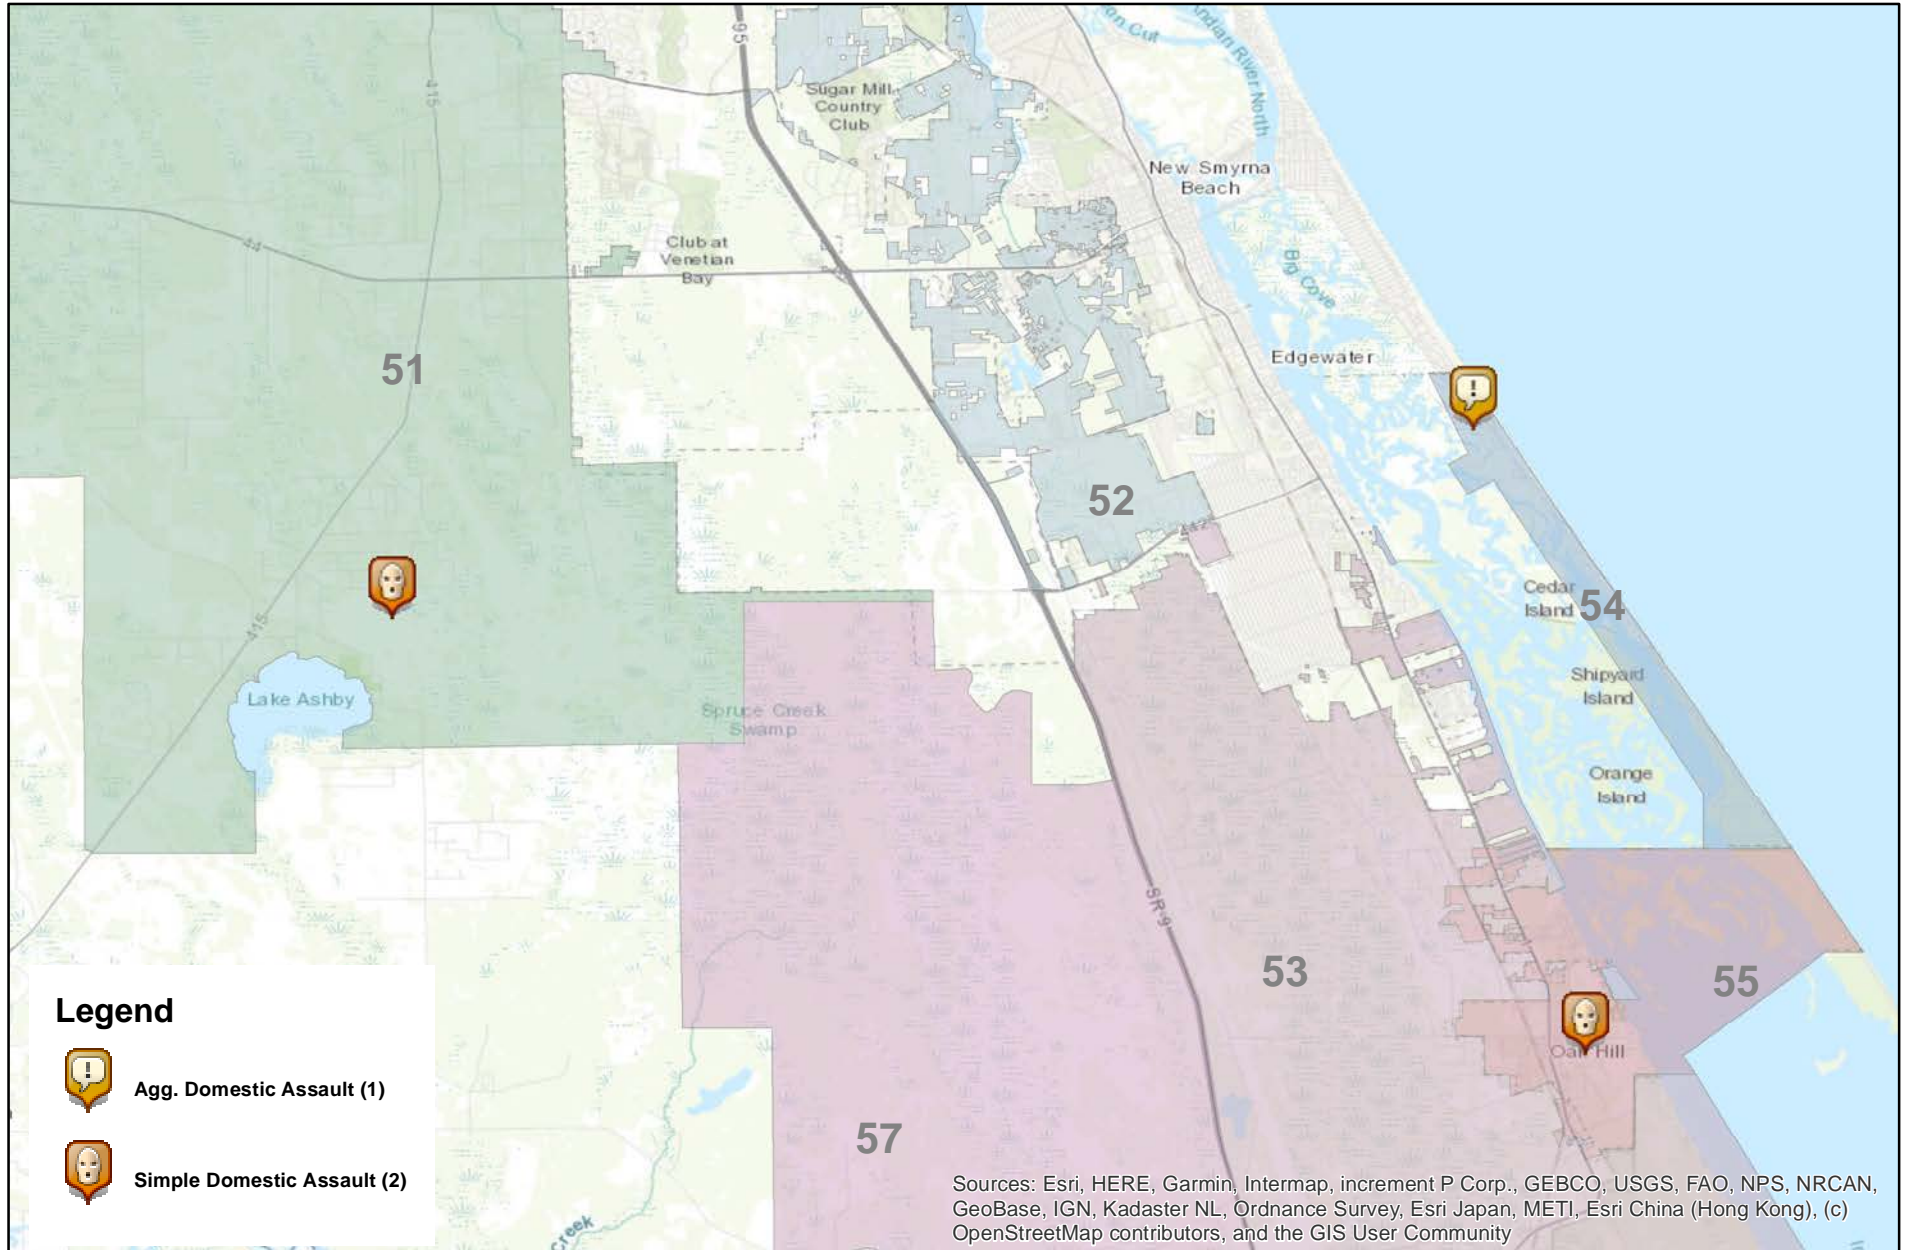 95
415
Sugar Mill
Country
Club
Indian River North
New Smyrna
Beach
44
Club at
Venetian
Bay
Big Cove
51
Edgewater
52
442
Cedar
Island
54
415
Shipyard
Island
Lake Ashby
Spruce Creek
Swamp
Orange
Island
SR 9
53
55
Oak Hill
57
Creek
Legend
Agg. Domestic Assault (1)
Simple Domestic Assault (2)
Sources: Esri, HERE, Garmin, Intermap, increment P Corp., GEBCO, USGS, FAO, NPS, NRCAN,
GeoBase, IGN, Kadaster NL, Ordnance Survey, Esri Japan, METI, Esri China (Hong Kong), (c)
OpenStreetMap contributors, and the GIS User Community